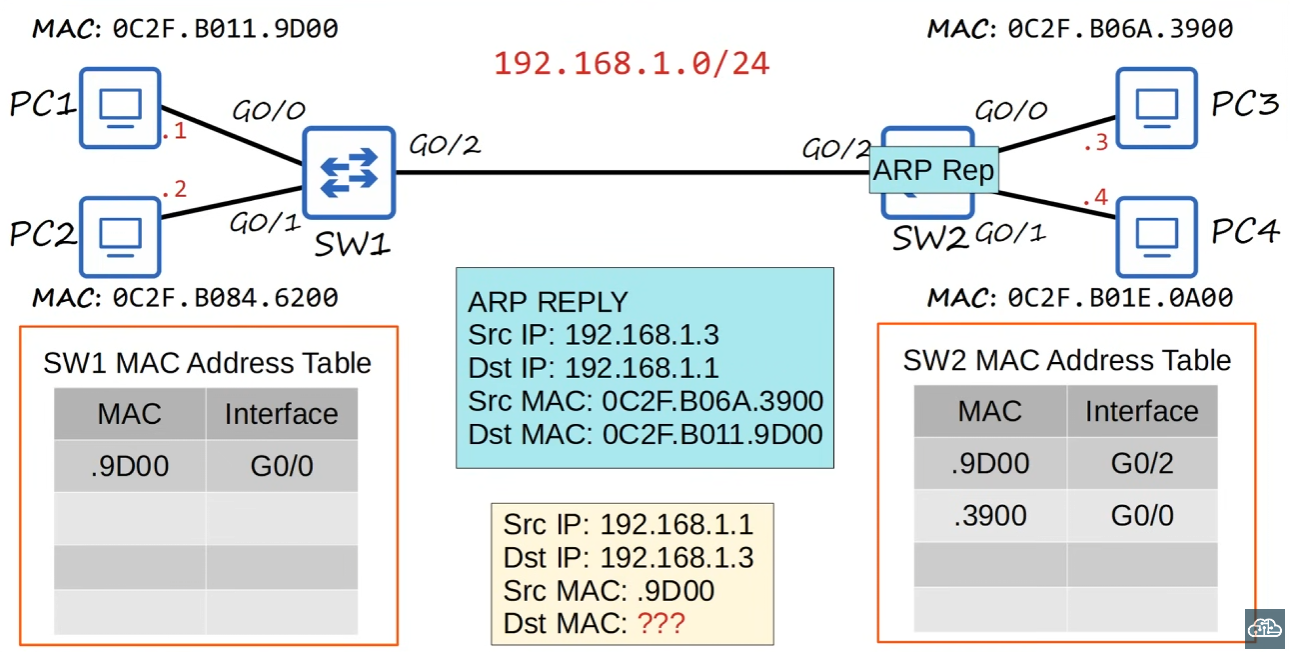 MAC: 0C2F.B011.9D00
MAC: 0C2F.B06A.3900
192.168.1.0/24
PC1
.1
G0/0
G0/2
G0/2
G0/0
.3
PC3
ARP Rep
PC2
.2
G0/1
SW1
SW2
G0/1
.4
PC4
MAC: 0C2F.B084.6200
MAC: 0C2F.B01E.0A00
SW1 MAC Address Table
MAC Interface
.9D00 G0/0
ARP REPLY
Src IP: 192.168.1.3
Dst IP: 192.168.1.1
Src MAC: 0C2F.B06A.3900
Dst MAC: 0C2F.B011.9D00
Src IP: 192.168.1.1
Dst IP: 192.168.1.3
Src MAC: .9D00
Dst MAC: ???
SW2 MAC Address Table
MAC Interface
.9D00 G0/2
.3900 G0/0